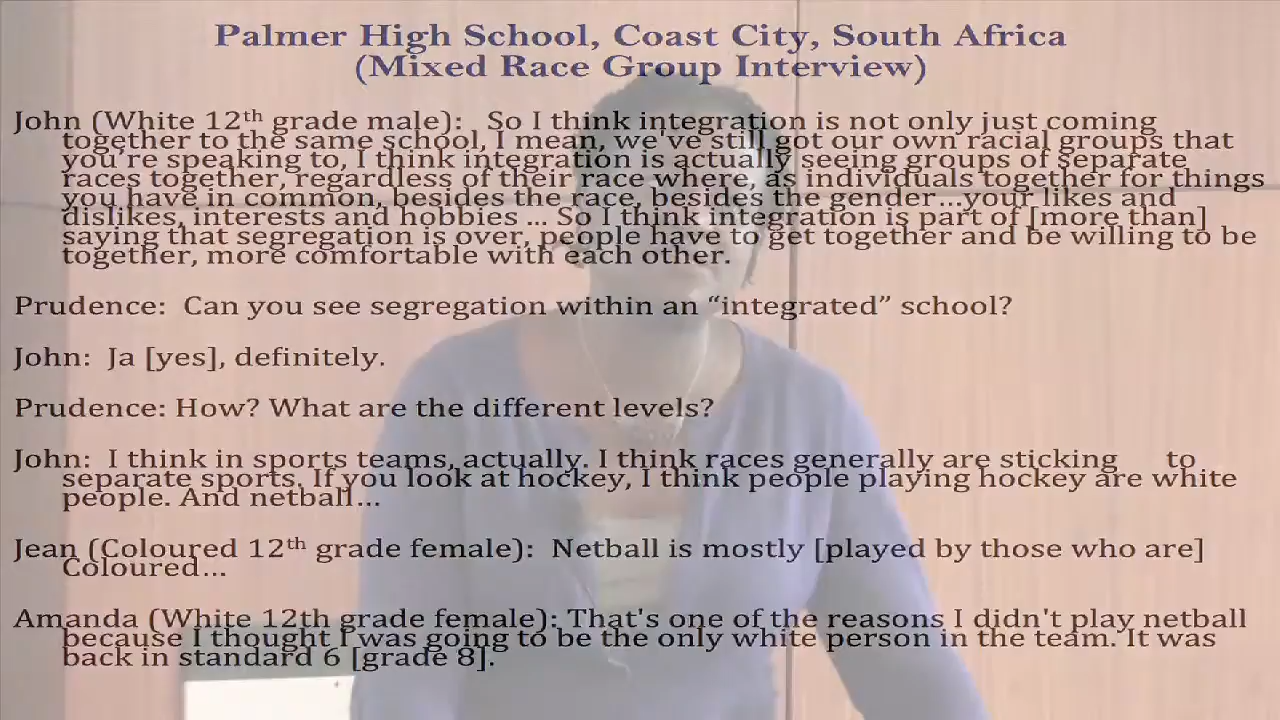 Palmer High School, Coast City, South Africa
(Mixed Race Group Interview)
John (White 12th grade male): So I think integration is not only just coming
together to the same school, I mean, we've still got our own racial groups that
you're speaking to, I think integration is actually seeing groups of separate
races together, regardless of their race where, as individuals together for things
you have in common, besides the race, besides the gender…your likes and
dislikes, interests and hobbies … So I think integration is part of [more than]
saying that segregation is over, people have to get together and be willing to be
together, more comfortable with each other.
Prudence: Can you see segregation within an “integrated” school?
John: Ja [yes], definitely.
Prudence: How? What are the different levels?
John: I think in sports teams, actually. I think races generally are sticking to
separate sports. If you look at hockey, I think people playing hockey are white
people. And netball…
Jean (Coloured 12th grade female): Netball is mostly [played by those who are]
Coloured…
Amanda (White 12th grade female): That's one of the reasons I didn't play netball
because I thought I was going to be the only white person in the team. It was
back in standard 6 [grade 8].